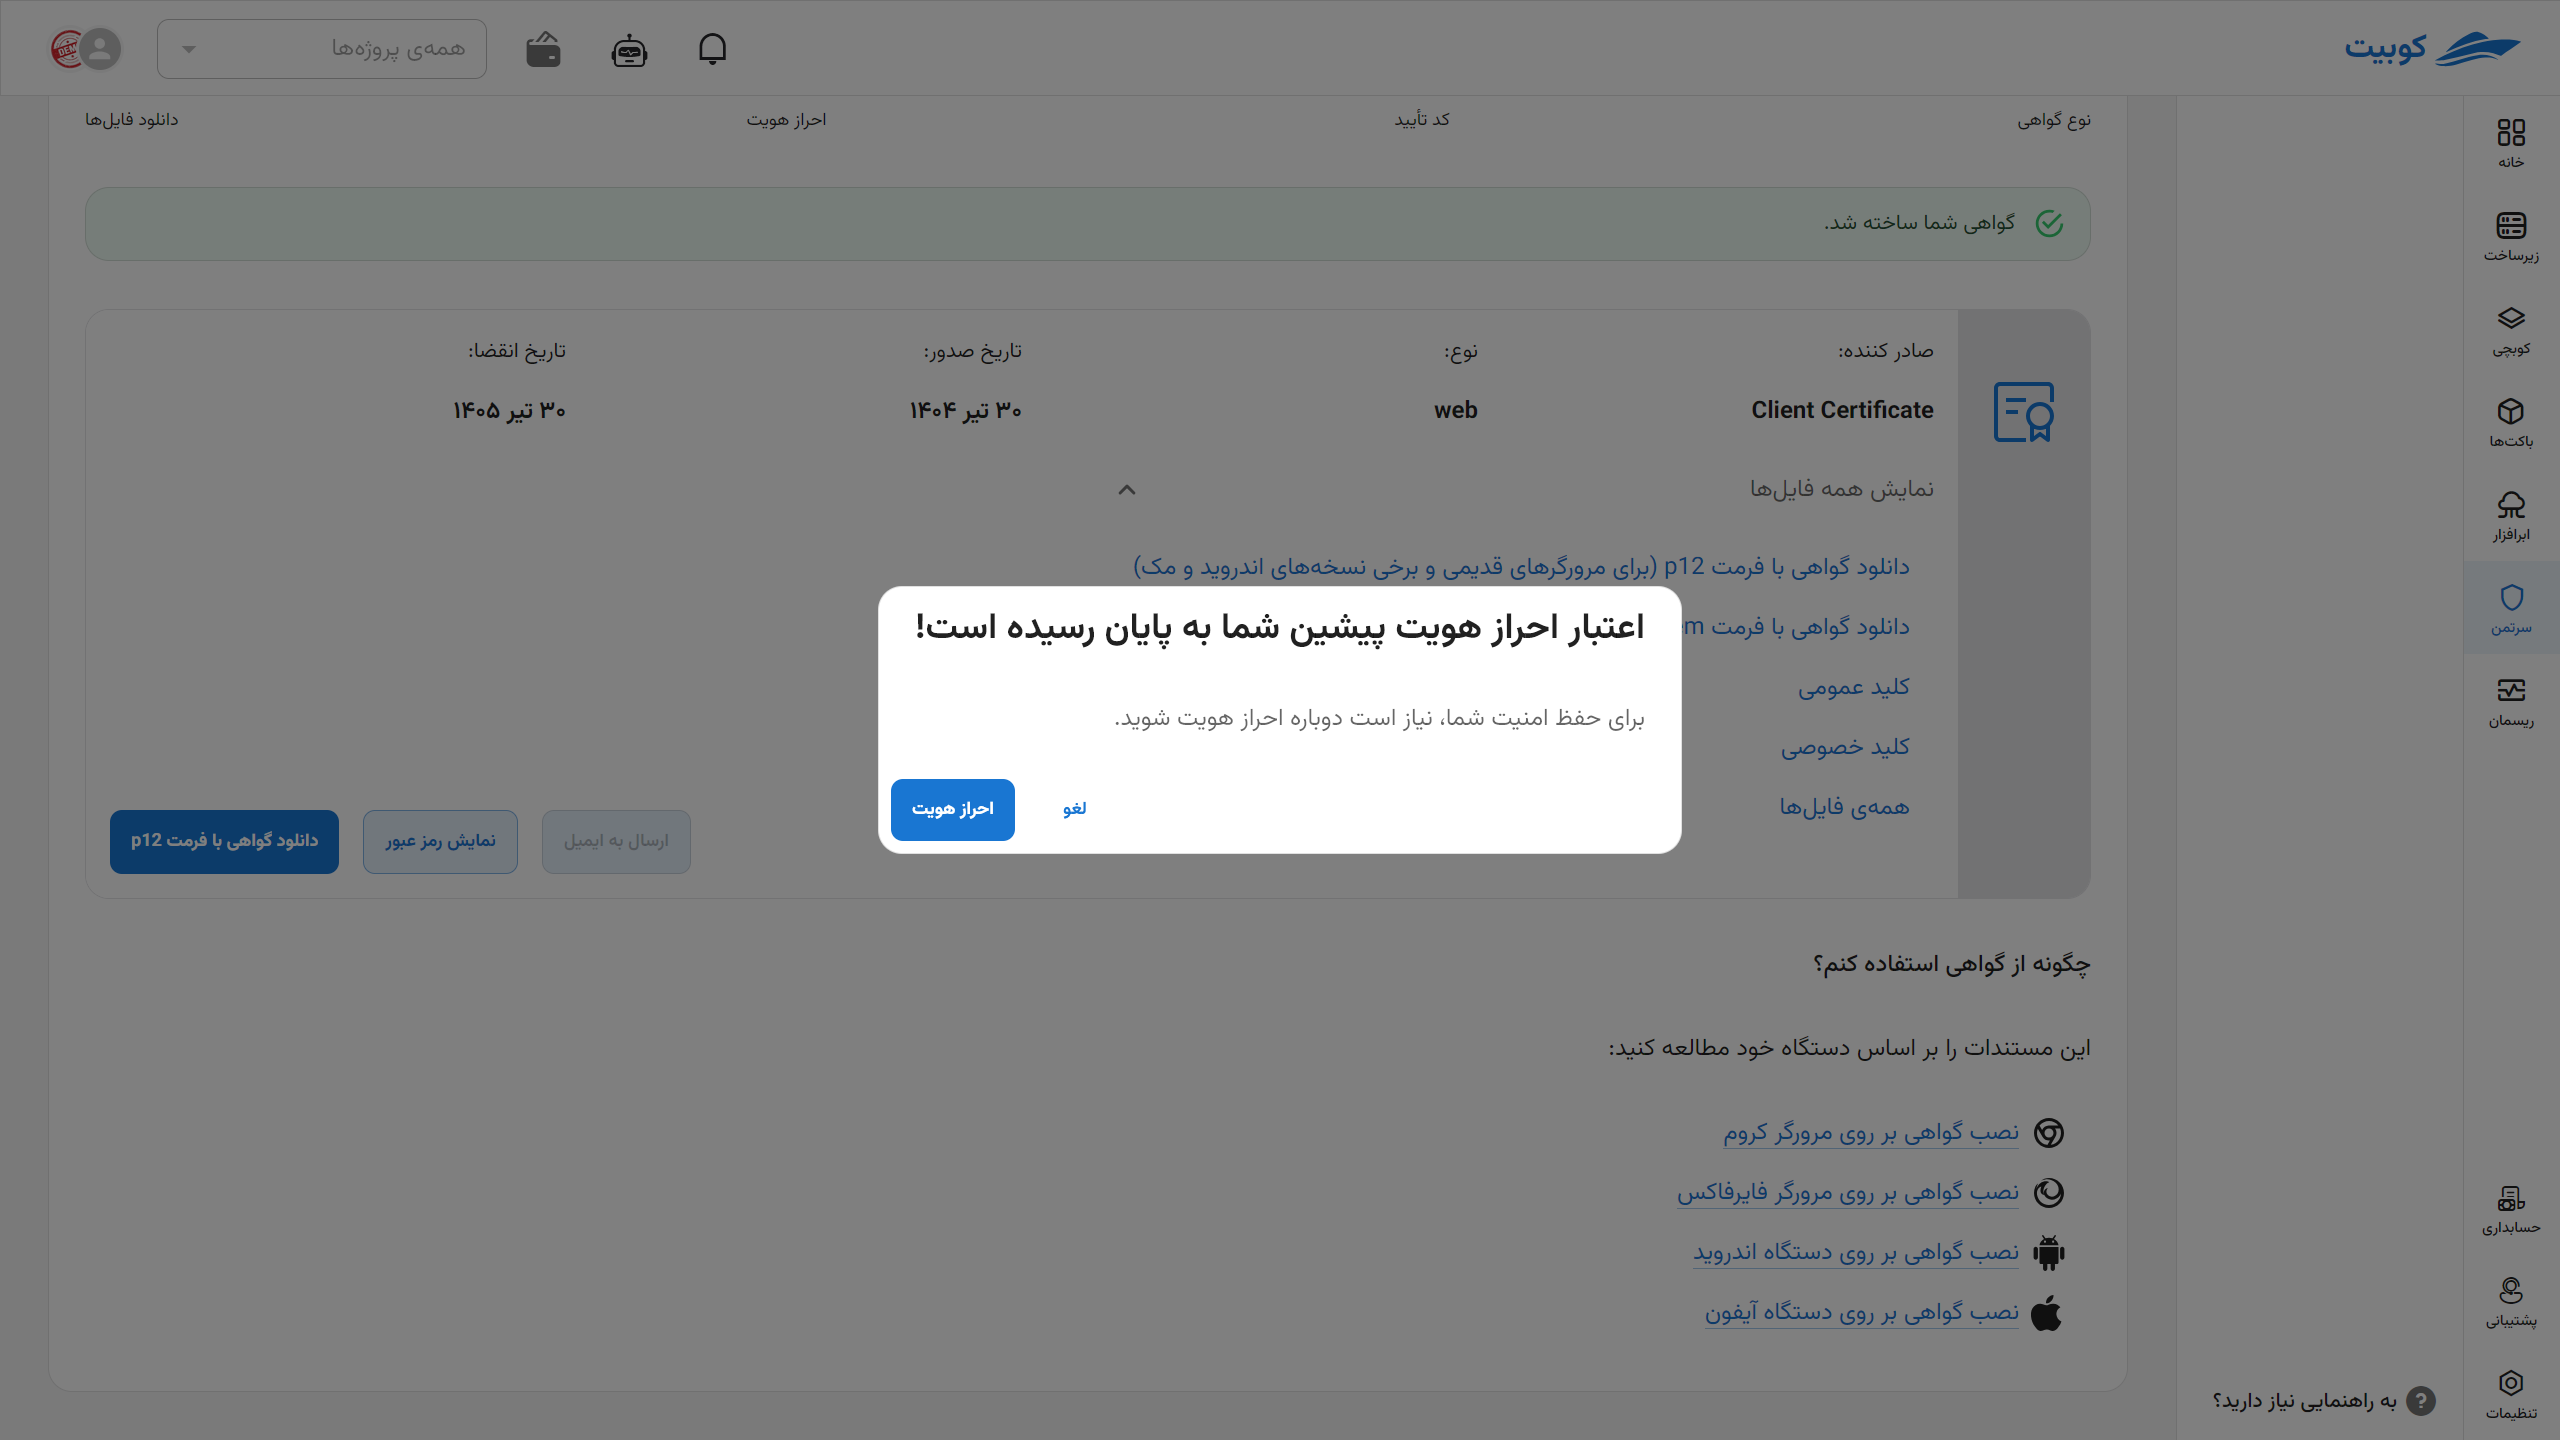 کوبیت
همه‌ی پروژه‌ها
DEM
خانه
زیرساخت
کوبچی
باکت‌ها
ابرافزار
سرتمن
ریسمان
حسابداری
پشتیبانی
تنظیمات
به راهنمایی نیاز دارید؟
نوع گواهی
کد تأیید
احراز هویت
دانلود فایل‌ها
گواهی شما ساخته شد.
صادر کننده:
Client Certificate
نوع:
web
تاریخ صدور:
۳۰ تیر ۱۴۰۴
تاریخ انقضا:
۳۰ تیر ۱۴۰۵
نمایش همه فایل‌ها
دانلود گواهی با فرمت p12 (برای مرورگرهای قدیمی و برخی نسخه‌های اندروید و مک)
دانلود گواهی با فرمت em
کلید عمومی
کلید خصوصی
همه‌ی فایل‌ها
ارسال به ایمیل
نمایش رمز عبور
دانلود گواهی با فرمت p12
اعتبار احراز هویت پیشین شما به پایان رسیده است!
برای حفظ امنیت شما، نیاز است دوباره احراز هویت شوید.
لغو
احراز هویت
چگونه از گواهی استفاده کنم؟
این مستندات را بر اساس دستگاه خود مطالعه کنید:
نصب گواهی بر روی مرورگر کروم
نصب گواهی بر روی مرورگر فایرفاکس
نصب گواهی بر روی دستگاه اندروید
نصب گواهی بر روی دستگاه آیفون